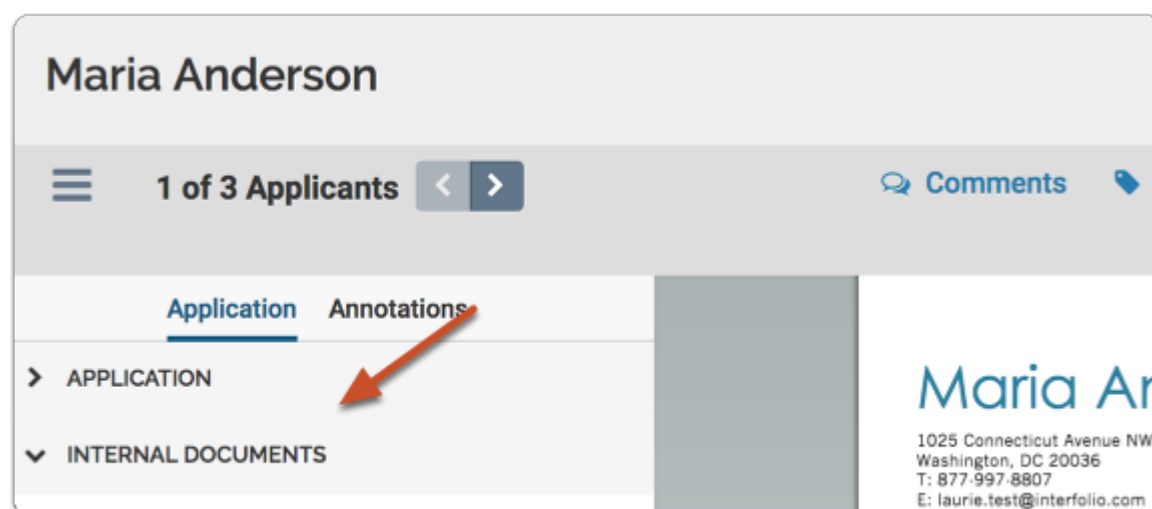 Maria Anderson
1 of 3 Applicants
Comments
Application Annotations
APPLICATION
INTERNAL DOCUMENTS
Maria Ar
1025 Connecticut Avenue NW
Washington, DC 20036
T: 877-997-8807
E: laurie.test@interfolio.com